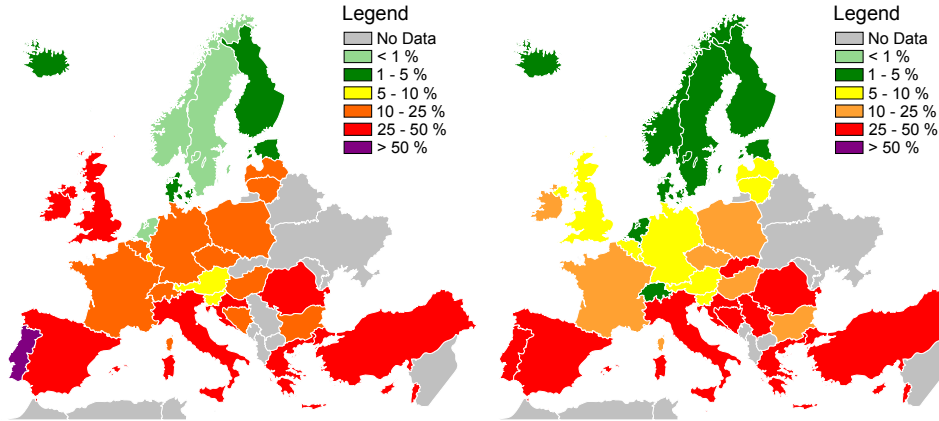 Legend
No Data
< 1 %
1 - 5 %
5 - 10 %
10 - 25 %
25 - 50 %
> 50 %
Legend
No Data
< 1 %
1 - 5 %
5 - 10 %
10 - 25 %
25 - 50 %
> 50 %